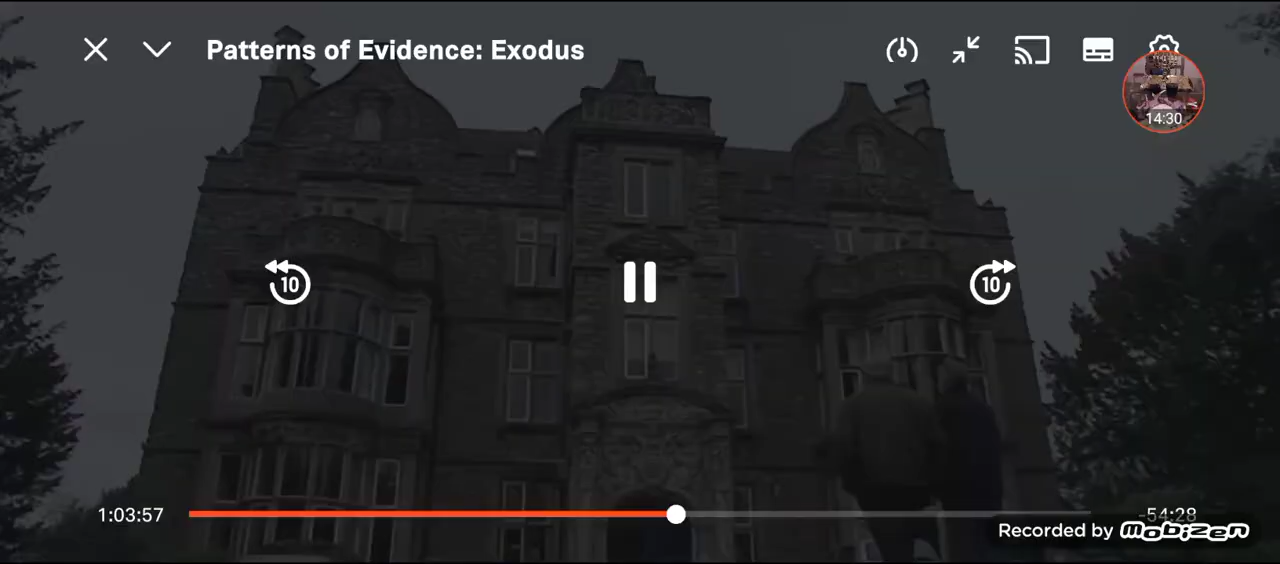 Patterns of Evidence: Exodus
14:30
10
10
1:03:57
-54:28
Recorded by mobizen